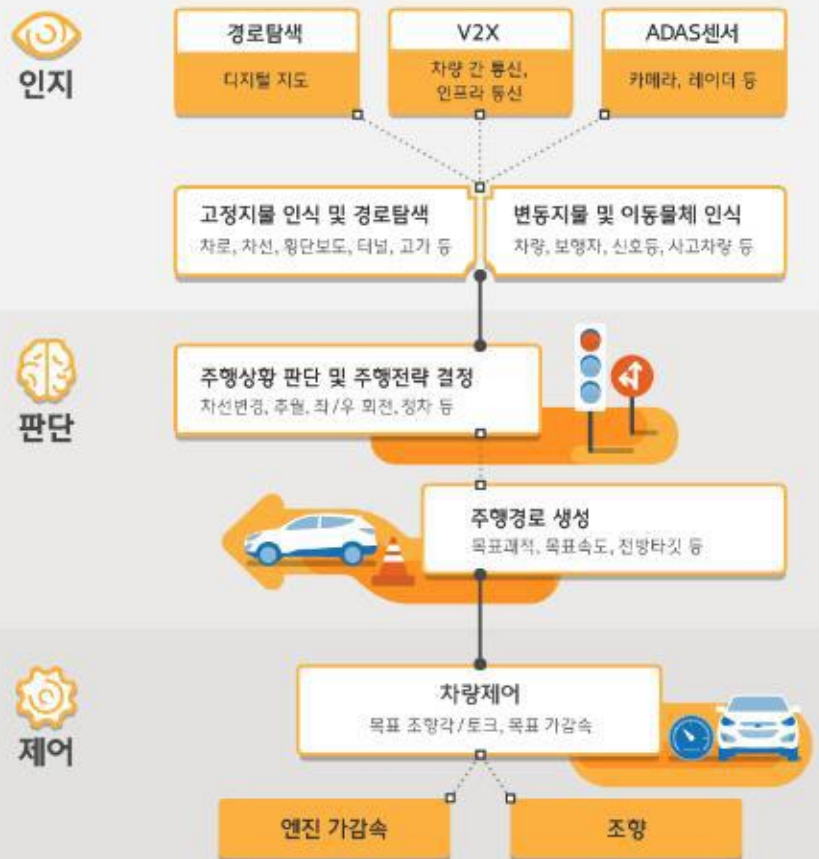 인지
경로탐색
디지털 지도
V2X
차량 간 통신,
인프라 통신
ADAS센서
카메라, 레이더 등
고정지물 인식 및 경로탐색
차로, 차선, 횡단보도, 터널, 고가 등
변동지물 및 이동물체 인식
차량, 보행자, 신호등, 사고차량 등
판단
주행상황 판단 및 주행전략 결정
차선변경, 추월, 좌/우 회전, 정차 등
주행경로 생성
목표궤적, 목표속도, 전방타깃 등
제어
차량제어
목표 조향각/토크, 목표 가감속
엔진 가감속
조향